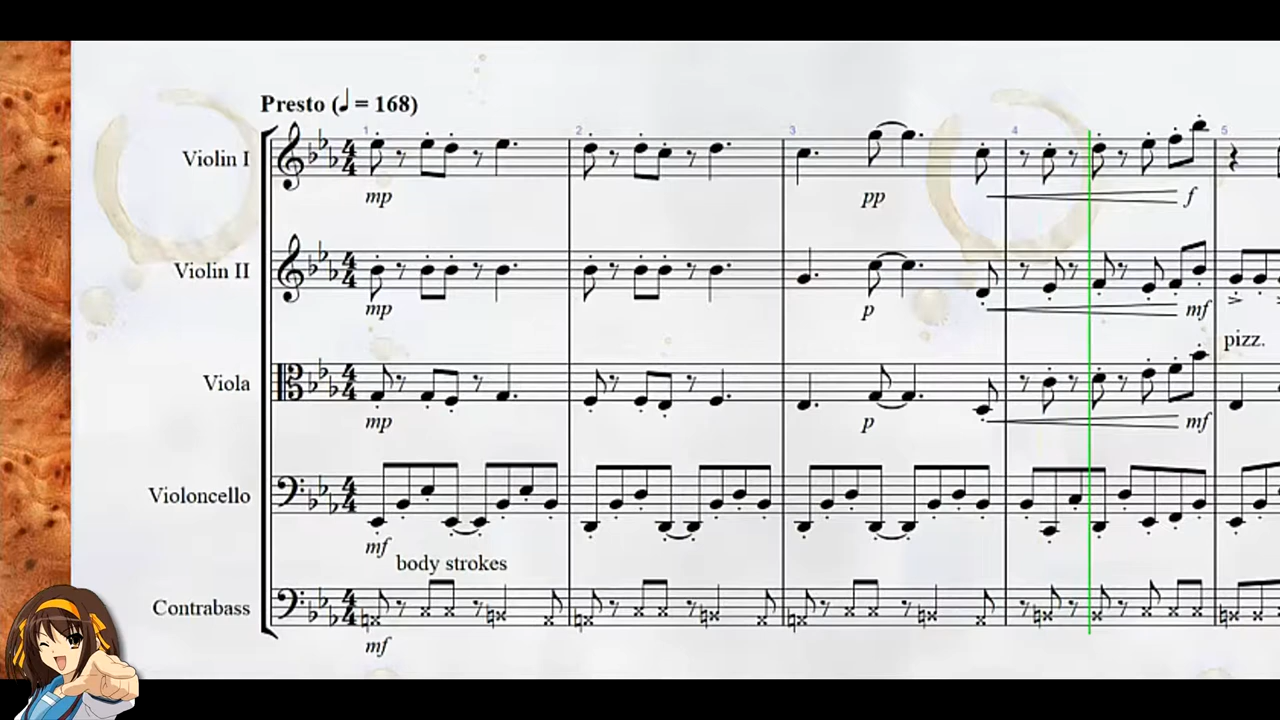 Presto (♩ = 168)
1 2 3 4 5
Violin I
mp pp f
Violin II
mp p mf
pizz.
Viola
mp p mf
Violoncello
mf
body strokes
Contrabass
mf